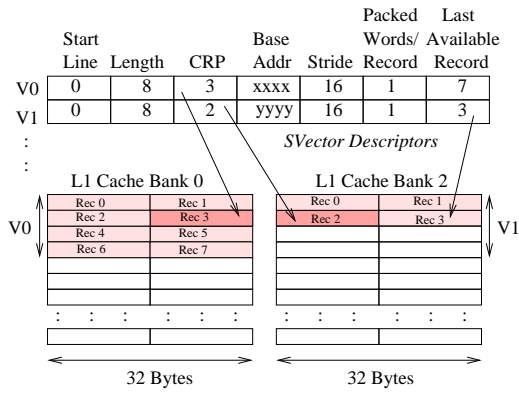 Packed Last
Start Base Words/ Available
Line Length CRP Addr Stride Record Record
V0 0 8 3 xxxx 16 1 7
V1 0 8 2 yyyy 16 1 3
: SVector Descriptors
:
L1 Cache Bank 0 L1 Cache Bank 2
Rec 0 Rec 1 Rec 0 Rec 1
V0 Rec 2 Rec 3 Rec 2 Rec 3 V1
Rec 4 Rec 5
Rec 6 Rec 7
: : : : : : : : : : : :
32 Bytes 32 Bytes